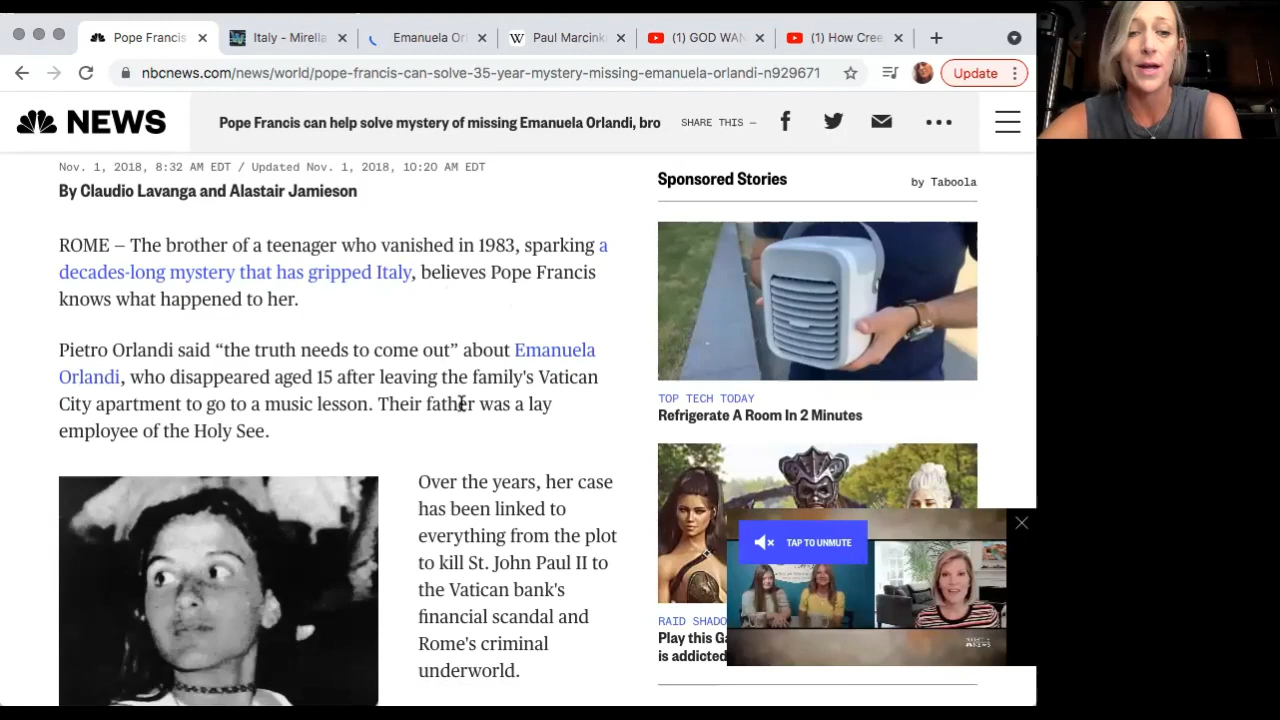 Pope Francis
Italy - Mirella
Emanuela Or
Paul Marcink
(1) GOD WAN
(1) How Cree
nbcnews.com/news/world/pope-francis-can-solve-35-year-mystery-missing-emanuela-orlandi-n929671
Update
NEWS
Pope Francis can help solve mystery of missing Emanuela Orlandi, bro
SHARE THIS —
Nov. 1, 2018, 8:32 AM EDT / Updated Nov. 1, 2018, 10:20 AM EDT
By Claudio Lavanga and Alastair Jamieson
ROME — The brother of a teenager who vanished in 1983, sparking a
decades-long mystery that has gripped Italy, believes Pope Francis
knows what happened to her.
Pietro Orlandi said “the truth needs to come out” about Emanuela
Orlandi, who disappeared aged 15 after leaving the family's Vatican
City apartment to go to a music lesson. Their father was a lay
employee of the Holy See.
Over the years, her case
has been linked to
everything from the plot
to kill St. John Paul II to
the Vatican bank's
financial scandal and
Rome's criminal
underworld.
Sponsored Stories
by Taboola
TOP TECH TODAY
Refrigerate A Room In 2 Minutes
TAP TO UNMUTE
RAID SHADO
Play this Ga
is addicted